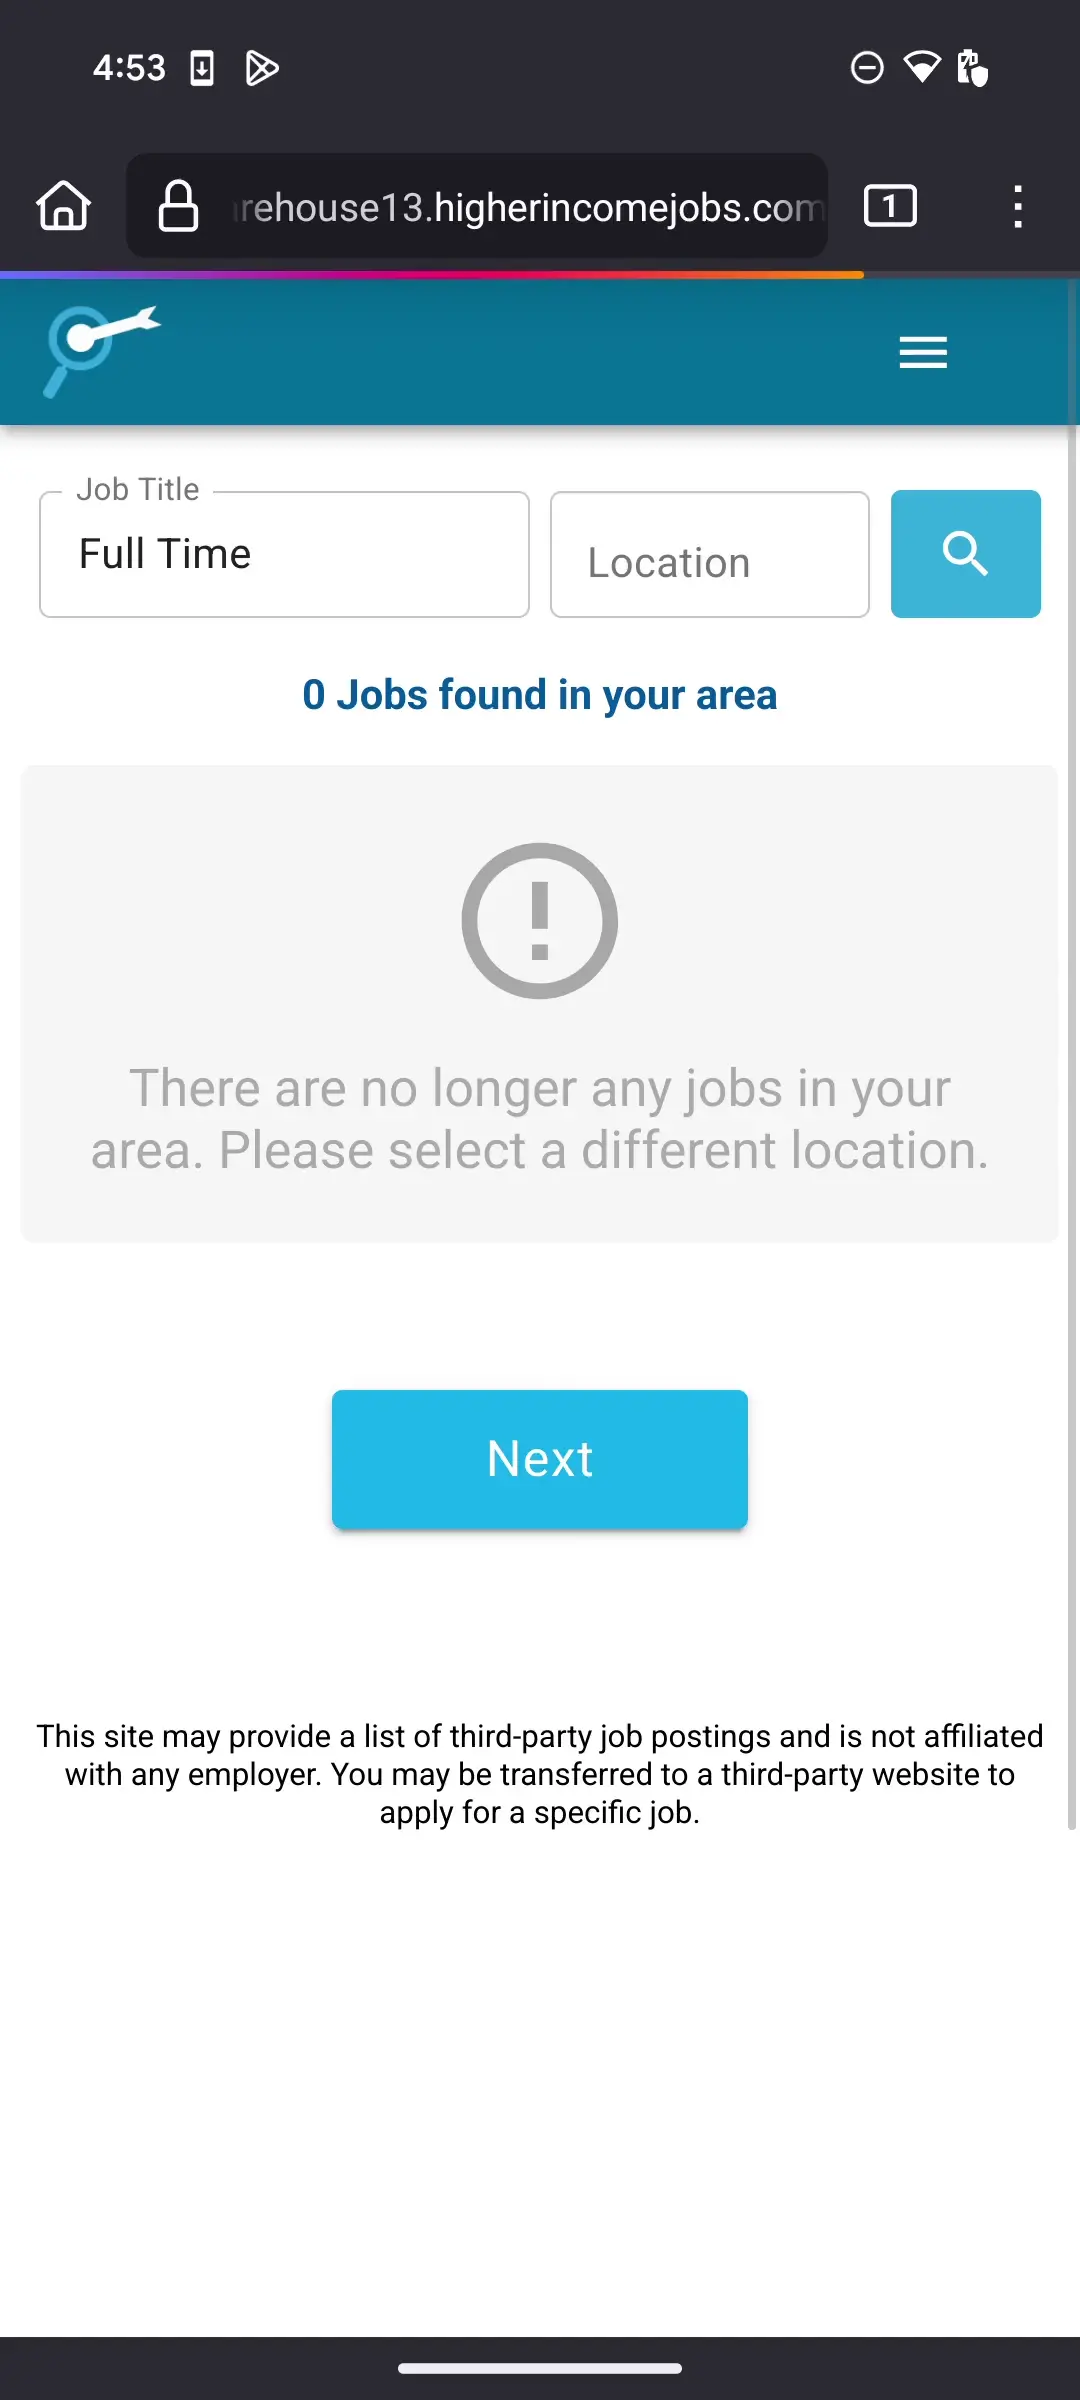 4:53
rehouse13.higherincomejobs.com
1
Job Title
Full Time
Location
0 Jobs found in your area
There are no longer any jobs in your
area. Please select a different location.
Next
This site may provide a list of third-party job postings and is not affiliated
with any employer. You may be transferred to a third-party website to
apply for a specific job.